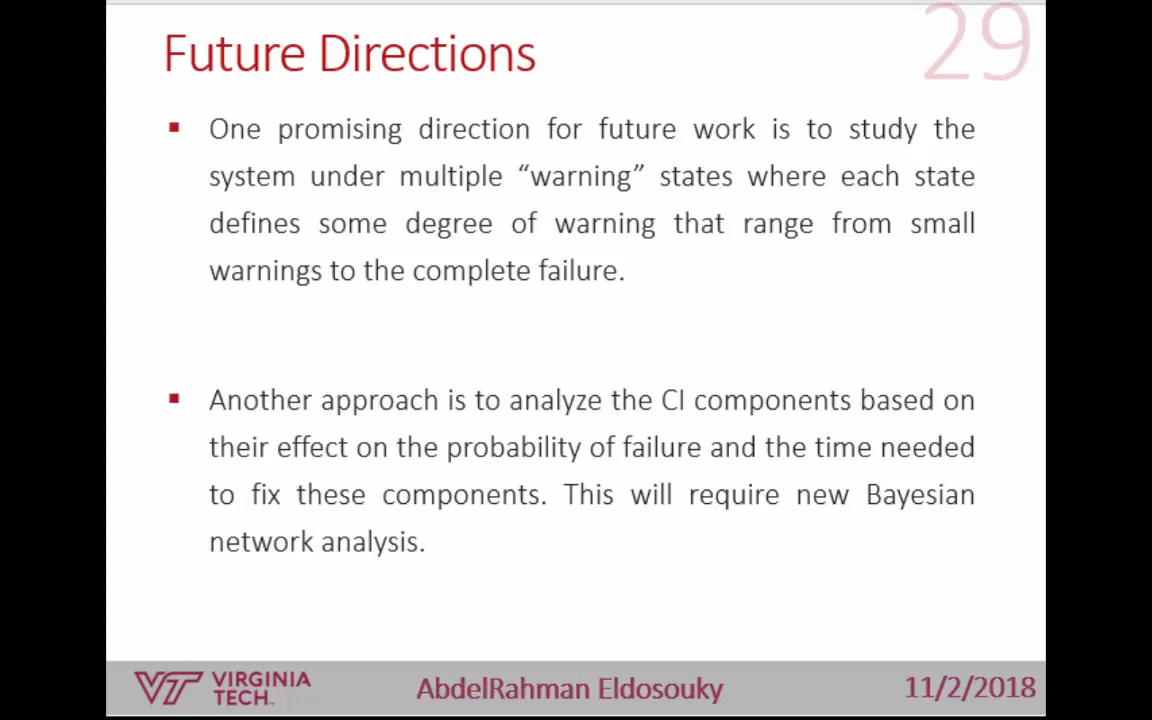 29
Future Directions
▪ One promising direction for future work is to study the
system under multiple “warning” states where each state
defines some degree of warning that range from small
warnings to the complete failure.
▪ Another approach is to analyze the CI components based on
their effect on the probability of failure and the time needed
to fix these components. This will require new Bayesian
network analysis.
VT VIRGINIA
TECH™
AbdelRahman Eldosouky
11/2/2018